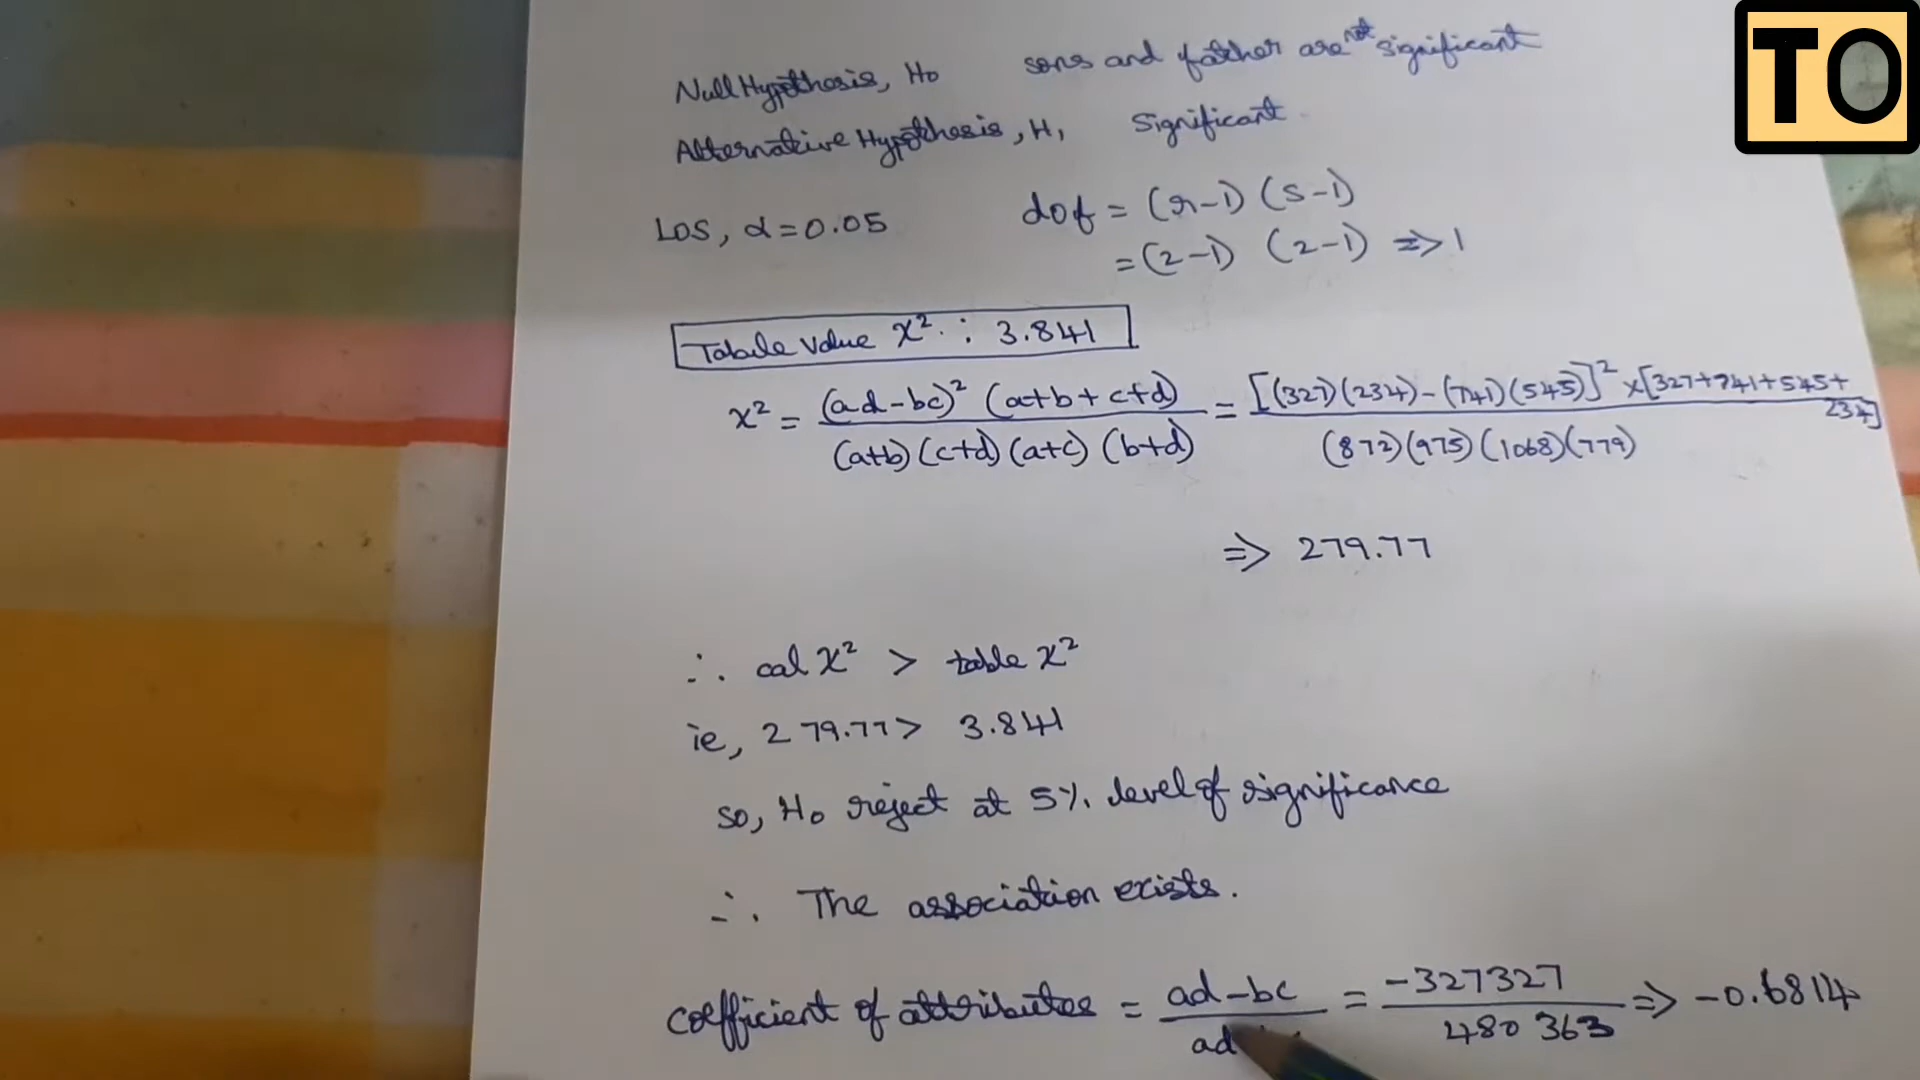 TO
Null Hypothesis, H₀ sons and father are not significant
Alternative Hypothesis, H₁ Significant
LOS, α = 0.05 dof = (r-1) (s-1)
= (2-1) (2-1) => 1
Table value χ² : 3.841
χ² = (ad-bc)² (a+b+c+d) / (a+b)(c+d)(a+c)(b+d) = [(327)(234)-(741)(545)]² x [327+741+545+234] / (872)(975)(1068)(779)
=> 279.77
∴ cal χ² > table χ²
ie, 279.77 > 3.841
so, H₀ reject at 5% level of significance
∴ The association exists.
coefficient of attributes = ad-bc / ad = -327327 / 480363 => -0.6814